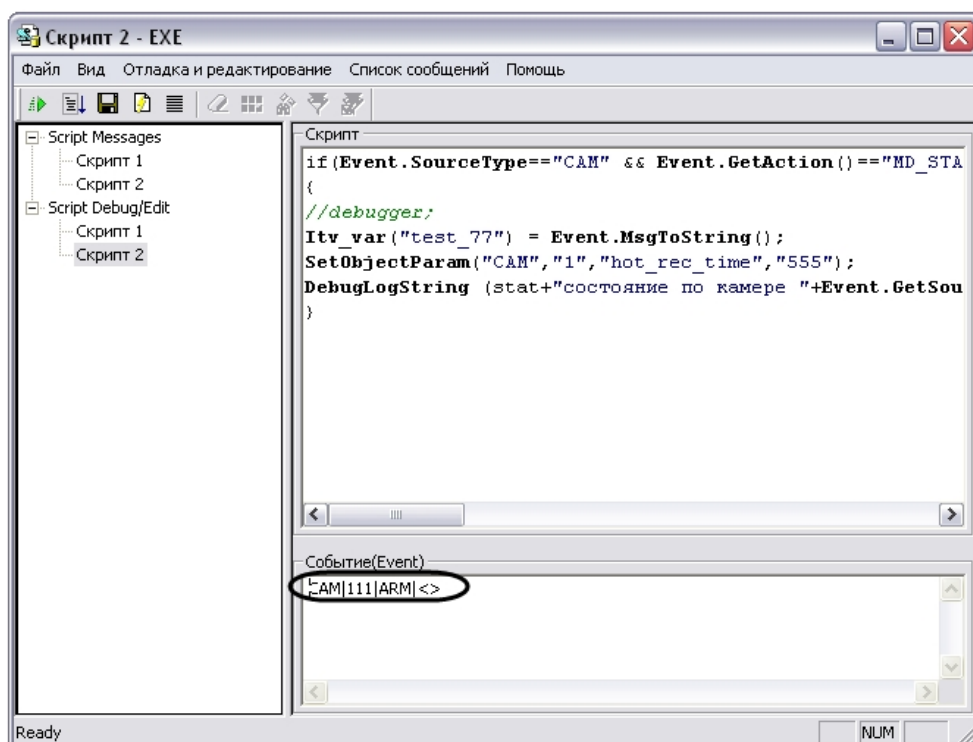 Скрипт 2 - EXE
Файл Вид Отладка и редактирование Список сообщений Помощь
Script Messages
Скрипт 1
Скрипт 2
Script Debug/Edit
Скрипт 1
Скрипт 2
Скрипт
if(Event.SourceType=="CAM" && Event.GetAction()=="MD_STA
{
//debugger;
Itv_var("test_77") = Event.MsgToString();
SetObjectParam("CAM","1","hot_rec_time","555");
DebugLogString (stat+"состояние по камере "+Event.GetSou
}
Событие(Event)
CAM|111|ARM|<>
Ready
NUM